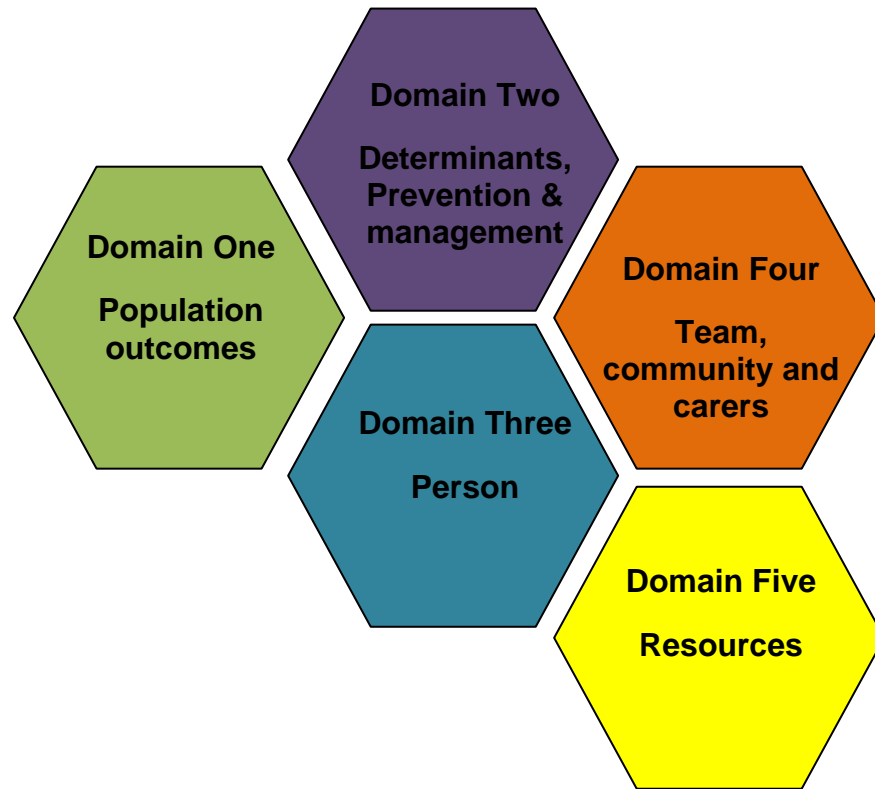 Domain One
Population
outcomes
Domain Two
Determinants,
Prevention &
management
Domain Three
Person
Domain Four
Team,
community and
carers
Domain Five
Resources